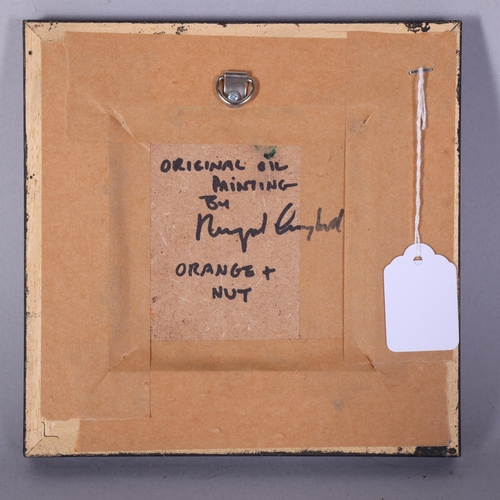 ORIGINAL OIL
PAINTING
BY
ORANGE +
NUT